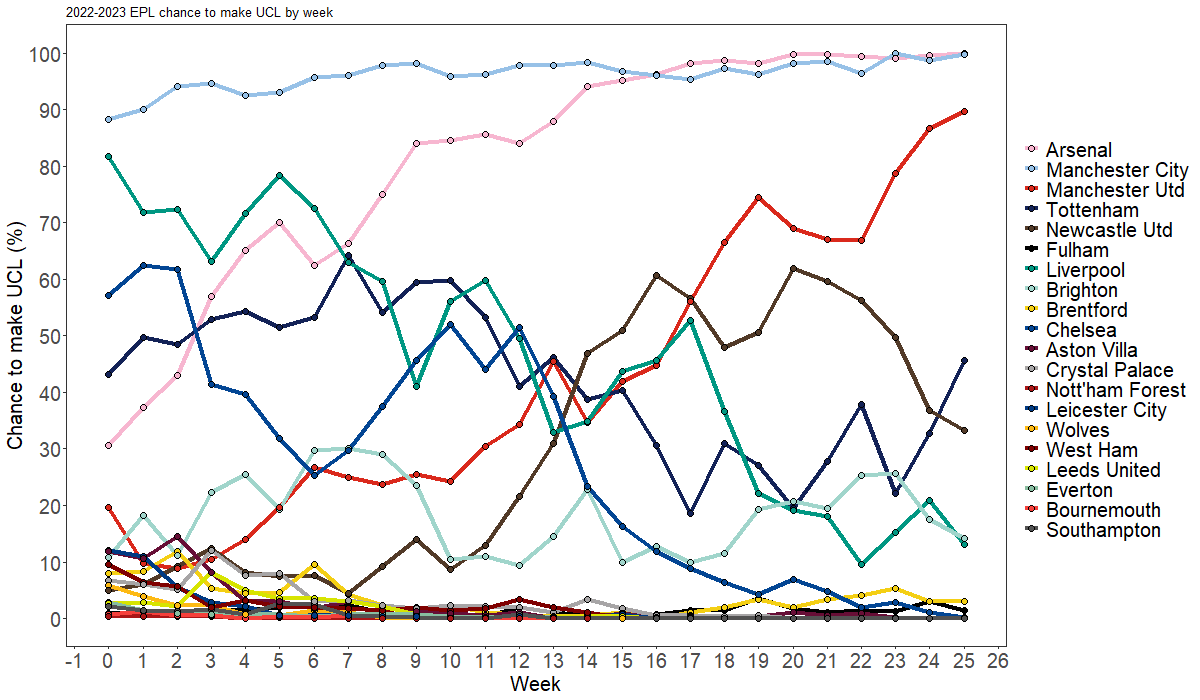 2022-2023 EPL chance to make UCL by week
Chance to make UCL (%)
100
90
80
70
60
50
40
30
20
10
0
-1 0 1 2 3 4 5 6 7 8 9 10 11 12 13 14 15 16 17 18 19 20 21 22 23 24 25 26
Week
Arsenal
Manchester City
Manchester Utd
Tottenham
Newcastle Utd
Fulham
Liverpool
Brighton
Brentford
Chelsea
Aston Villa
Crystal Palace
Nott'ham Forest
Leicester City
Wolves
West Ham
Leeds United
Everton
Bournemouth
Southampton